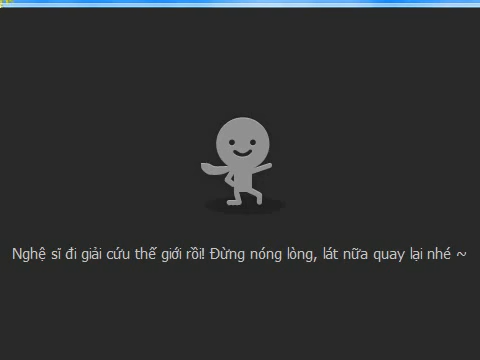 Nghệ sĩ đi giải cứu thế giới rồi! Đừng nóng lòng, lát nữa quay lại nhé ~